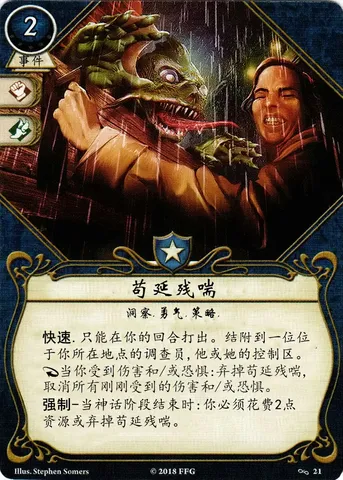 2
事件
苟延残喘
洞察. 勇气. 策略.
快速. 只能在你的回合打出。结附到一位位
于你所在地点的调查员,他或她的控制区。
当你受到伤害和/或恐惧:弃掉苟延残喘,
取消所有刚刚受到的伤害和/或恐惧。
强制–当神话阶段结束时:你必须花费2点
资源或弃掉苟延残喘。
Illus. Stephen Somers
© 2018 FFG
21